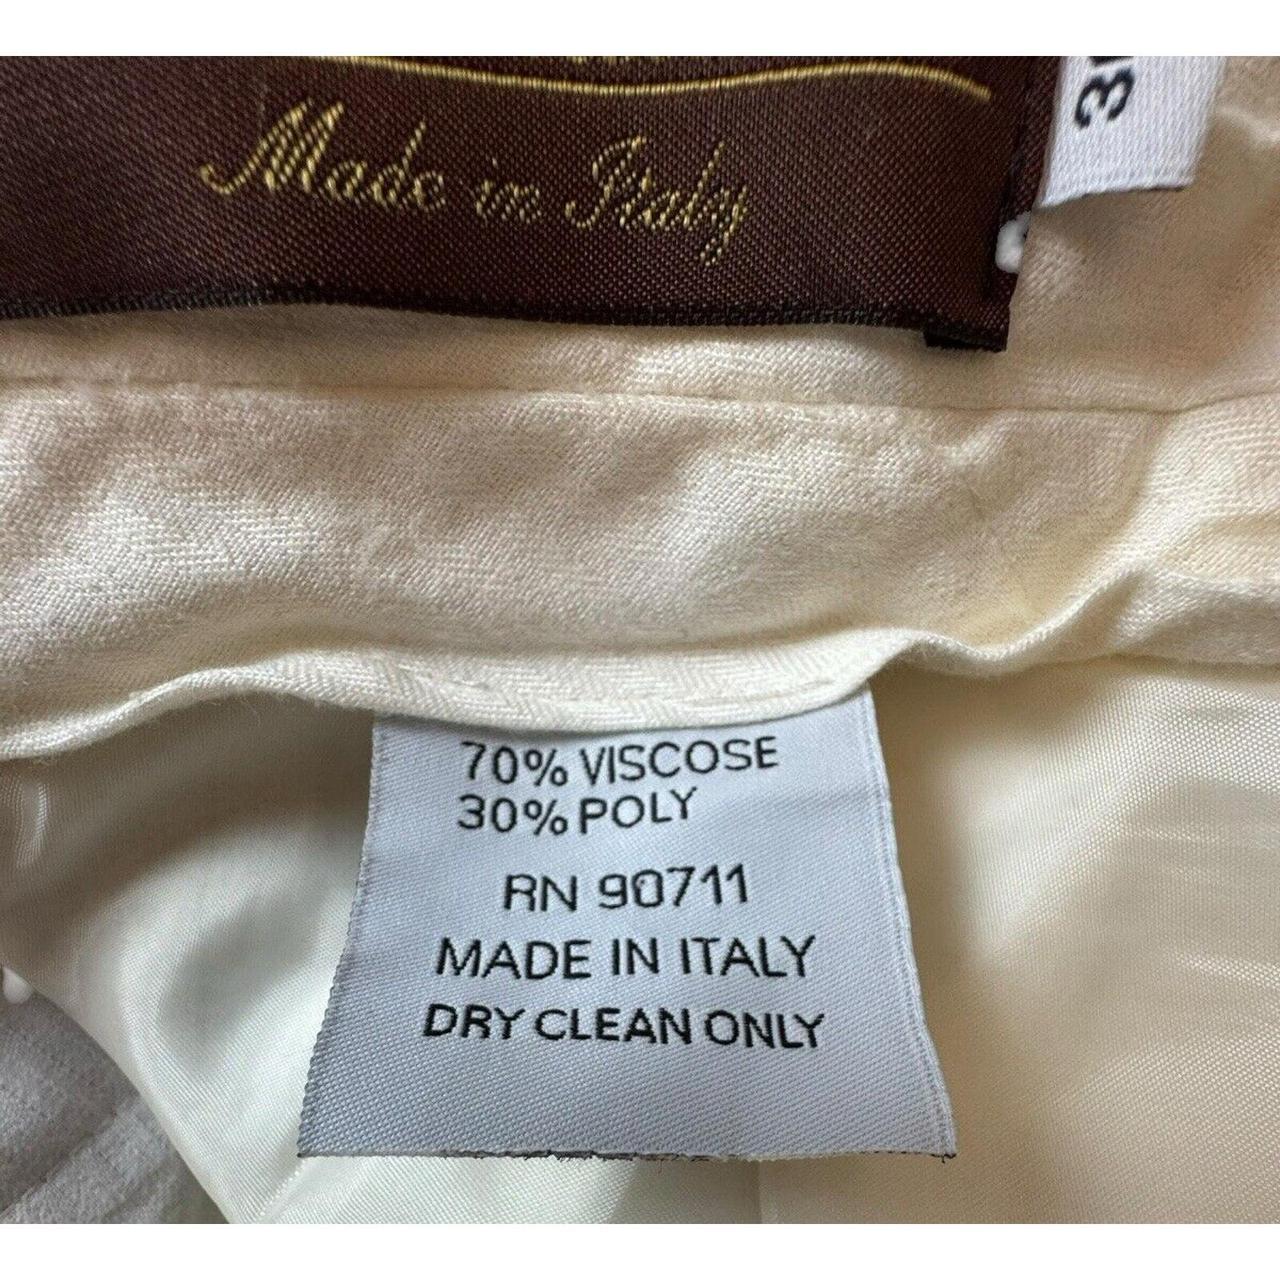 Made in Italy
70% VISCOSE
30% POLY
RN 90711
MADE IN ITALY
DRY CLEAN ONLY